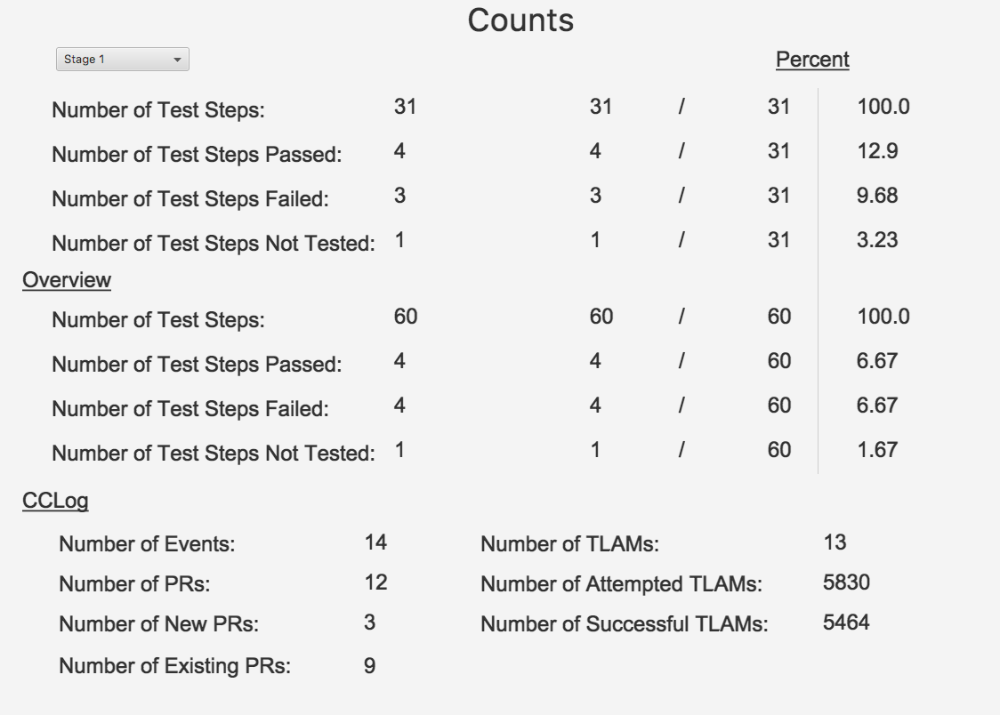 Counts
Stage 1
Percent
Number of Test Steps: 31 31 / 31 100.0
Number of Test Steps Passed: 4 4 / 31 12.9
Number of Test Steps Failed: 3 3 / 31 9.68
Number of Test Steps Not Tested: 1 1 / 31 3.23
Overview
Number of Test Steps: 60 60 / 60 100.0
Number of Test Steps Passed: 4 4 / 60 6.67
Number of Test Steps Failed: 4 4 / 60 6.67
Number of Test Steps Not Tested: 1 1 / 60 1.67
CCLog
Number of Events: 14 Number of TLAMs: 13
Number of PRs: 12 Number of Attempted TLAMs: 5830
Number of New PRs: 3 Number of Successful TLAMs: 5464
Number of Existing PRs: 9